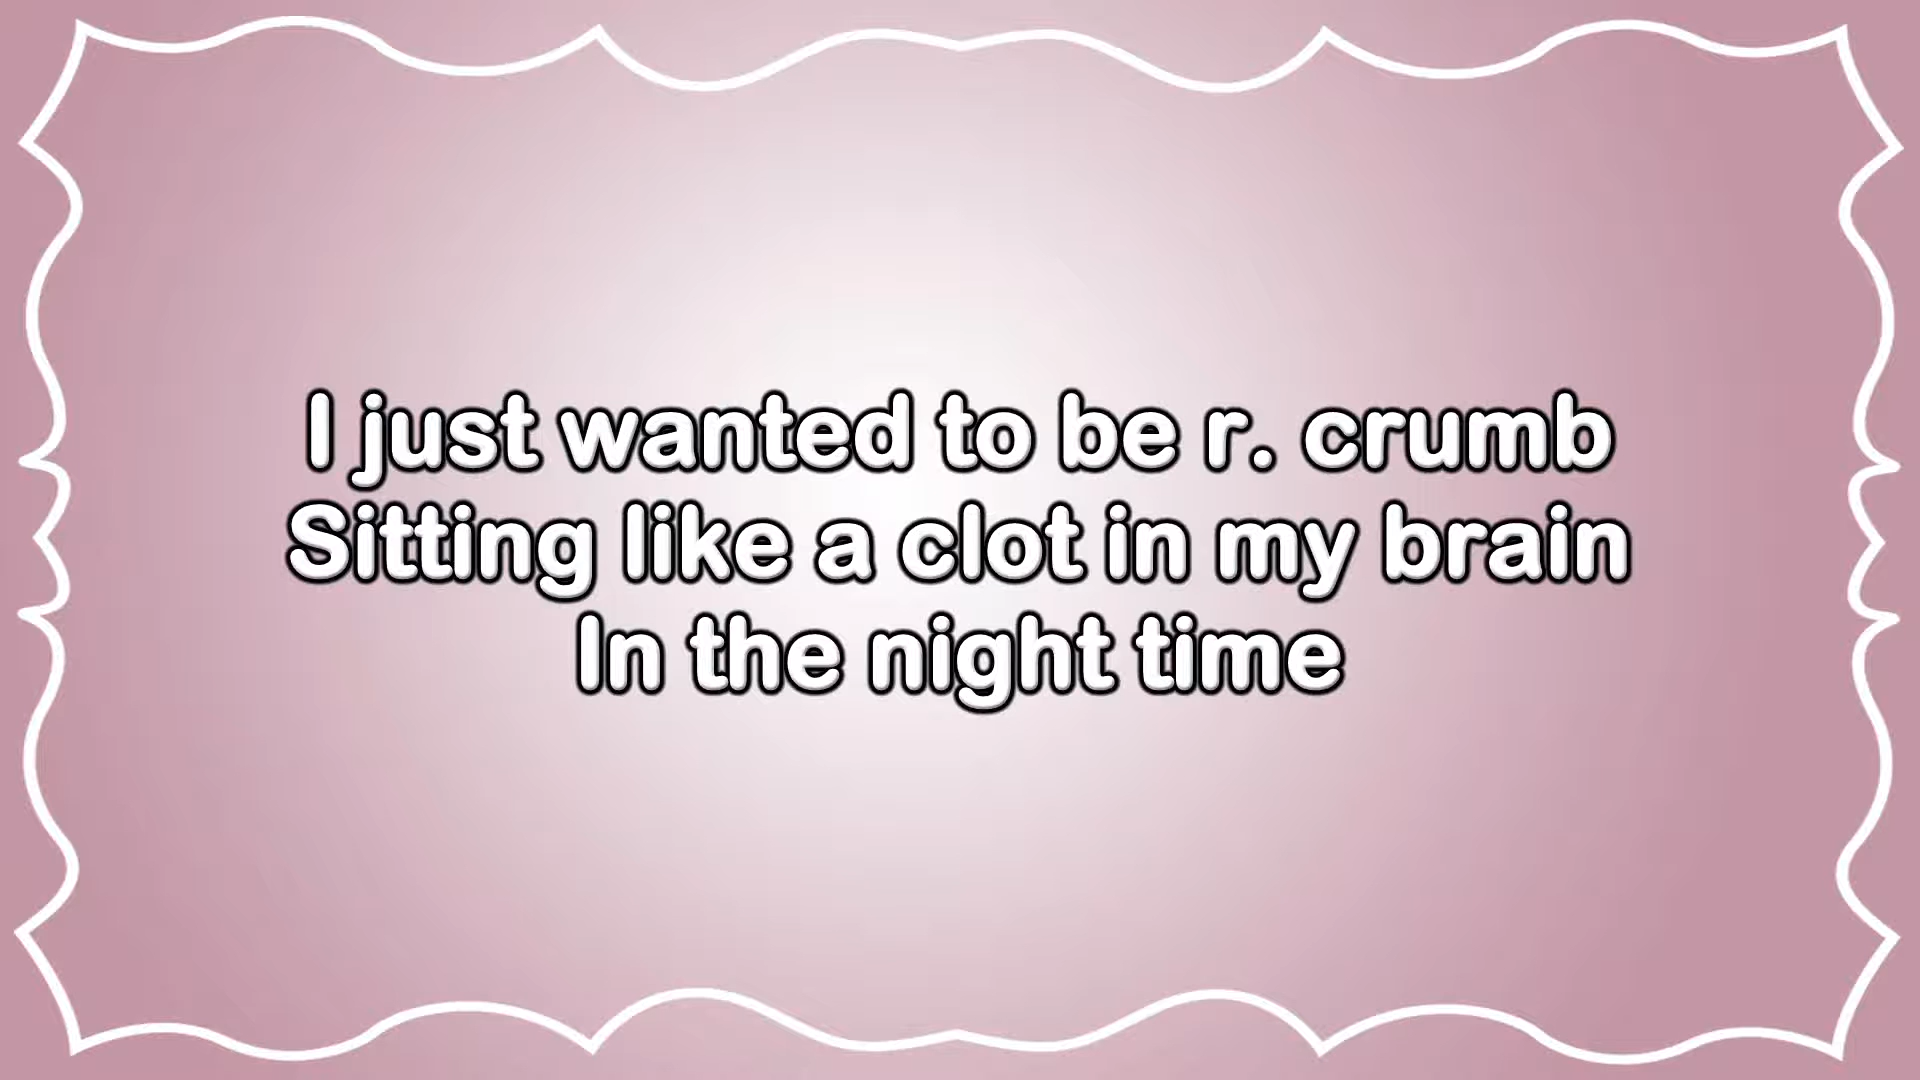 I just wanted to be r. crumb
Sitting like a clot in my brain
In the night time